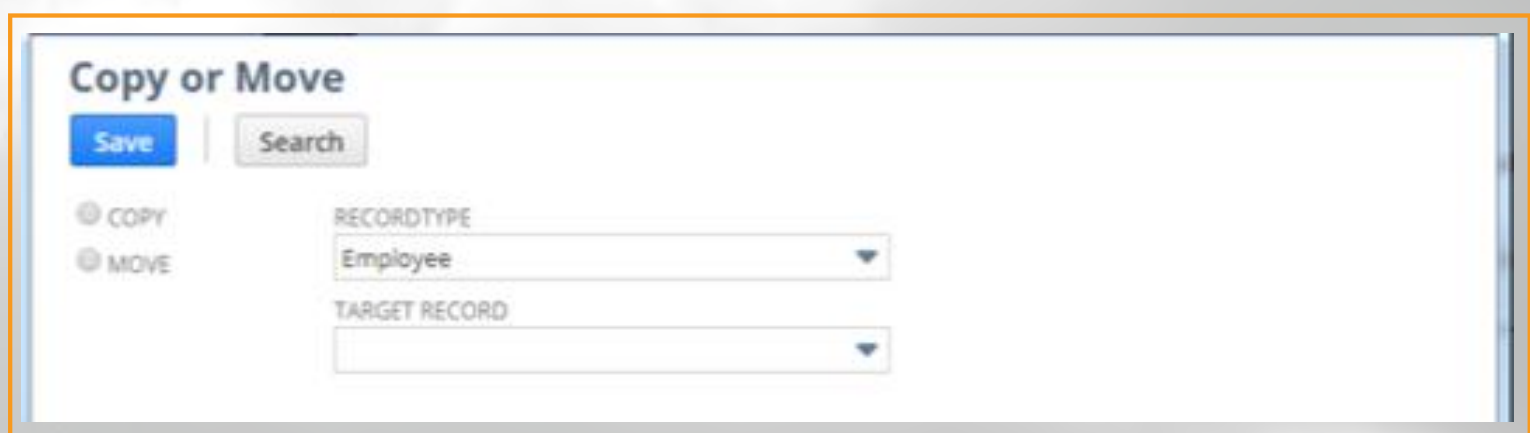 Copy or Move
Save Search
COPY
MOVE
RECORDTYPE
Employee
TARGET RECORD